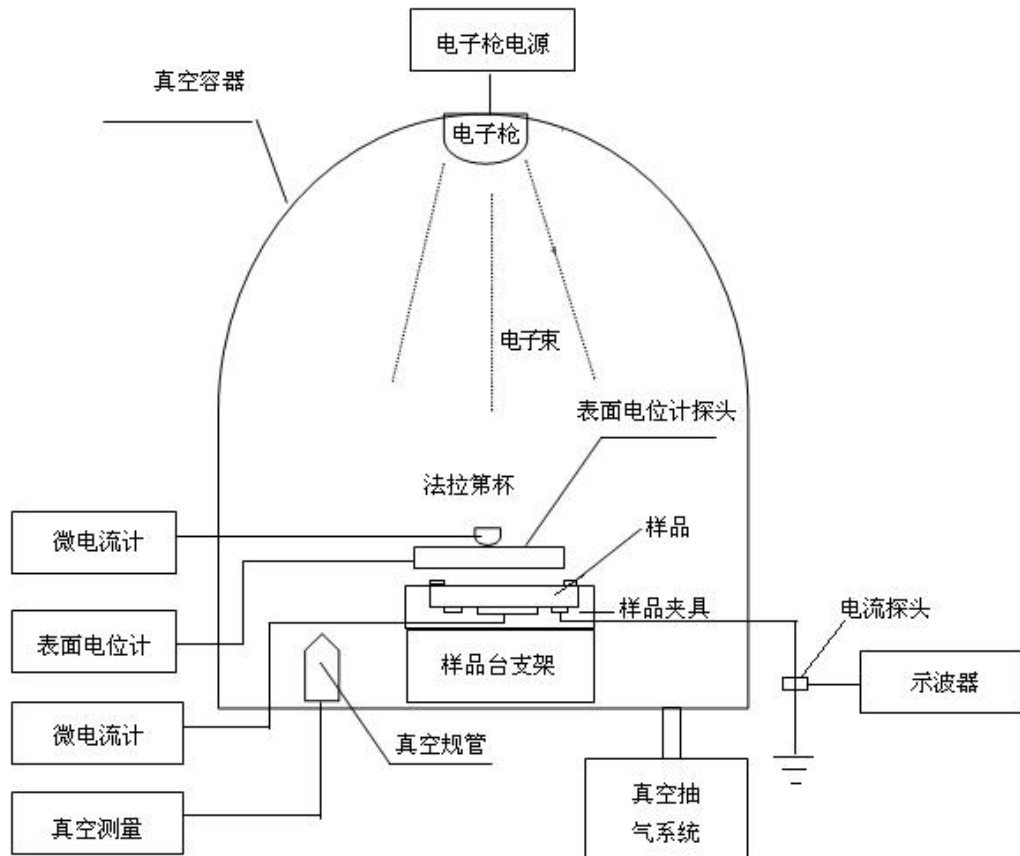 电子枪电源
真空容器
电子枪
电子束
表面电位计探头
法拉第杯
微电流计
样品
样品夹具
电流探头
表面电位计
样品台支架
示波器
微电流计
真空规管
真空测量
真空抽
气系统